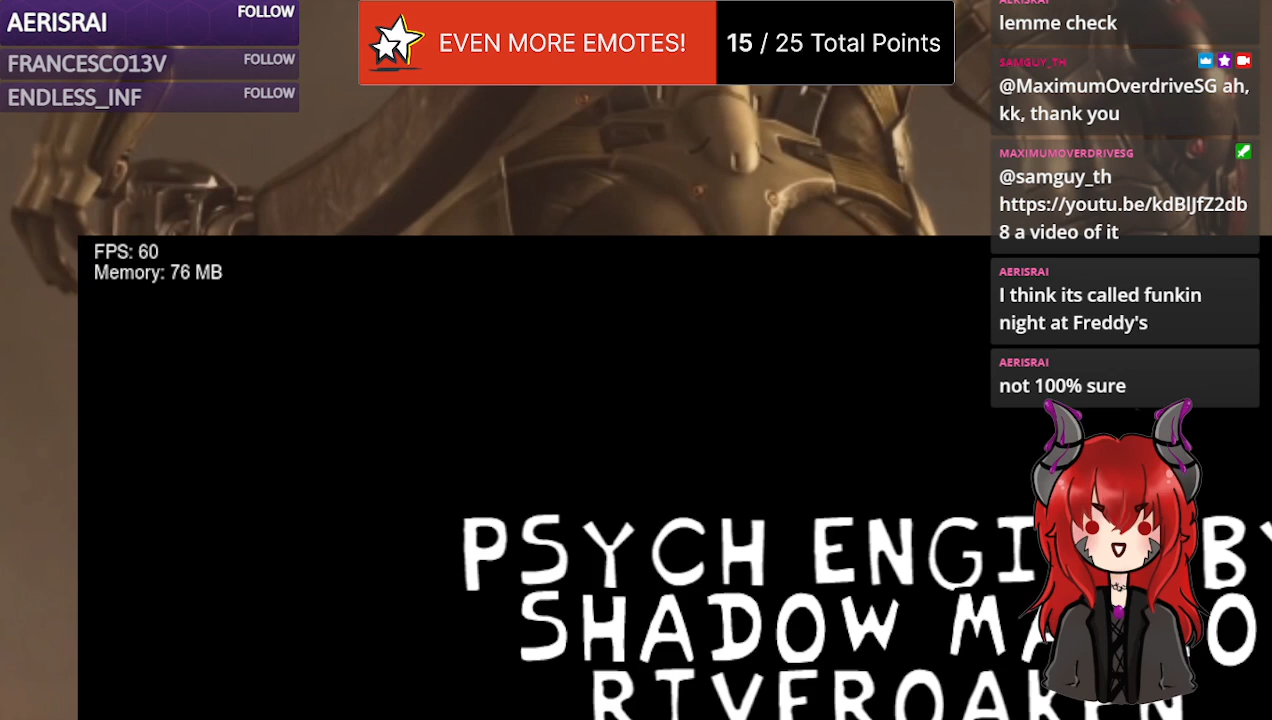 AERISRAI FOLLOW
FRANCESCO13V FOLLOW
ENDLESS_INF FOLLOW
EVEN MORE EMOTES! 15 / 25 Total Points
AERISRAI
lemme check
SAMGUY_TH
@MaximumOverdriveSG ah,
kk, thank you
MAXIMUMOVERDRIVESG
@samguy_th
https://youtu.be/kdBlJfZ2db
8 a video of it
AERISRAI
I think its called funkin
night at Freddy's
AERISRAI
not 100% sure
FPS: 60
Memory: 76 MB
PSYCH ENGI BY
SHADOW
RIVEROAKEN